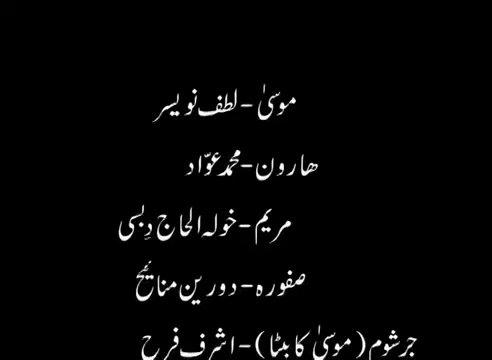 موسیٰ-لطف نویسر
ھارون-محمد عوّاد
مریم-خولہ الحاج دِبسی
صفورہ-دورین منائیح
جرشوم(موسیٰ کا بیٹا)-اشرف فرح